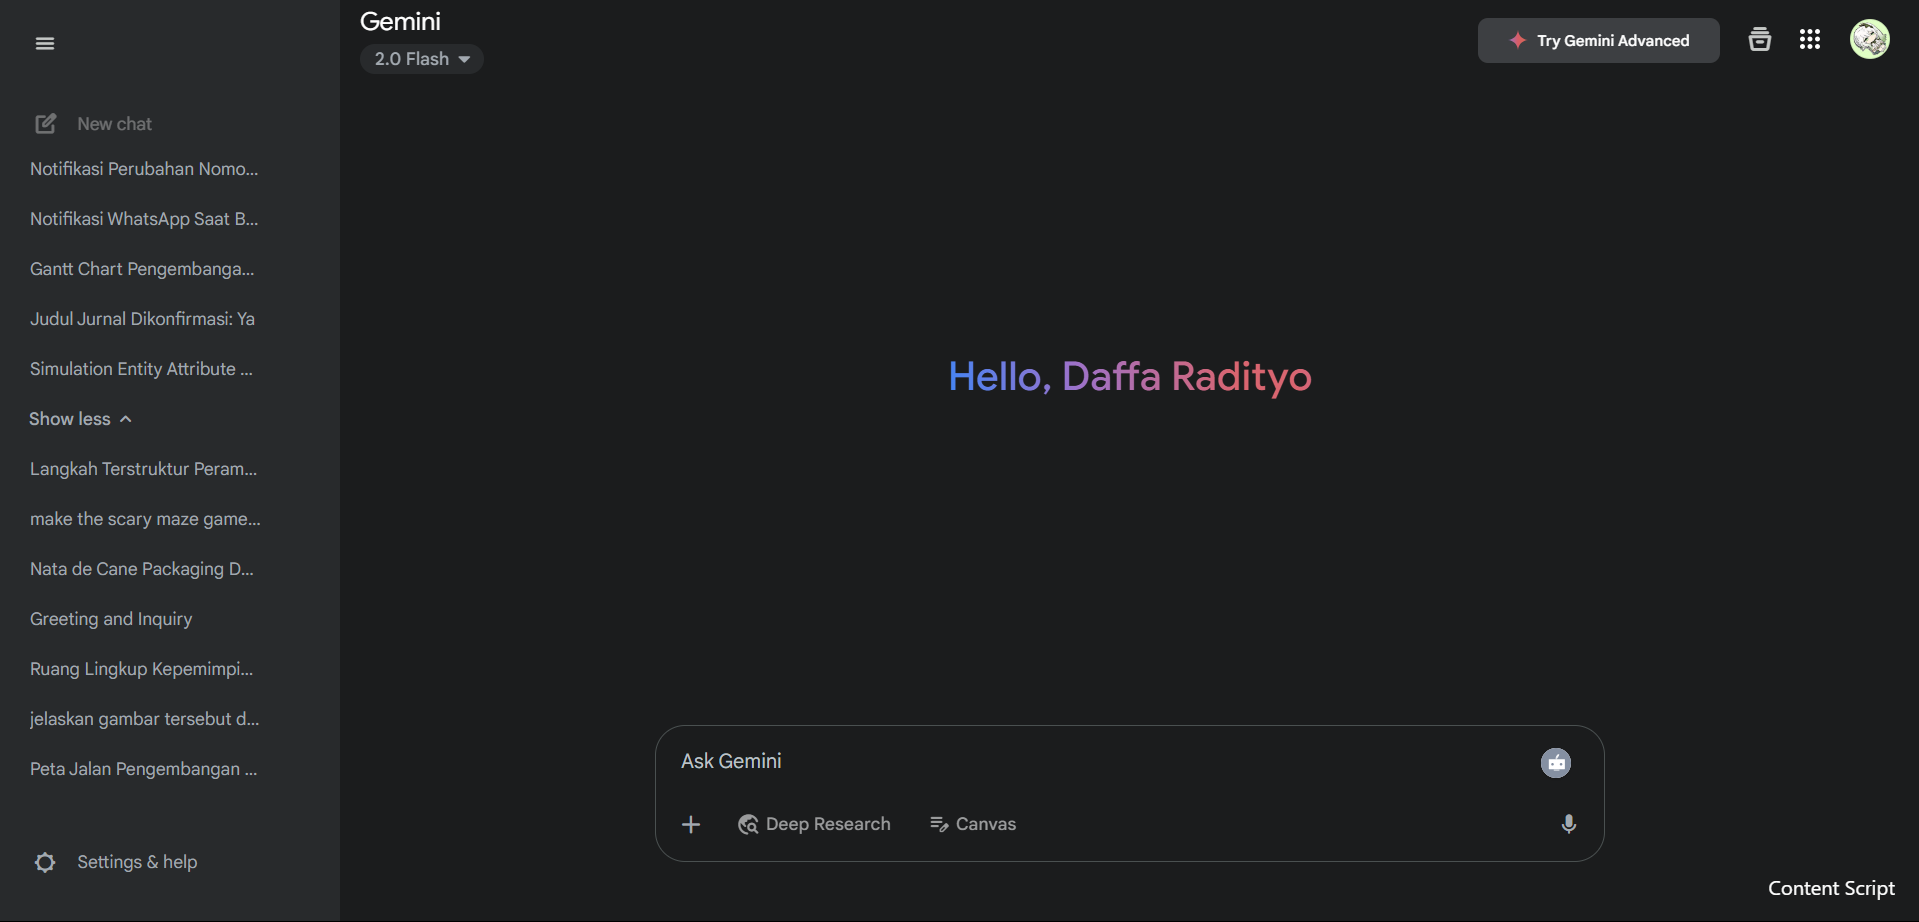 Gemini
2.0 Flash
Try Gemini Advanced
New chat
Notifikasi Perubahan Nomo...
Notifikasi WhatsApp Saat B...
Gantt Chart Pengembanga...
Judul Jurnal Dikonfirmasi: Ya
Simulation Entity Attribute ...
Show less
Langkah Terstruktur Peram...
make the scary maze game...
Nata de Cane Packaging D...
Greeting and Inquiry
Ruang Lingkup Kepemimpi...
jelaskan gambar tersebut d...
Peta Jalan Pengembangan ...
Settings & help
Hello, Daffa Radityo
Ask Gemini
Deep Research
Canvas
Content Script